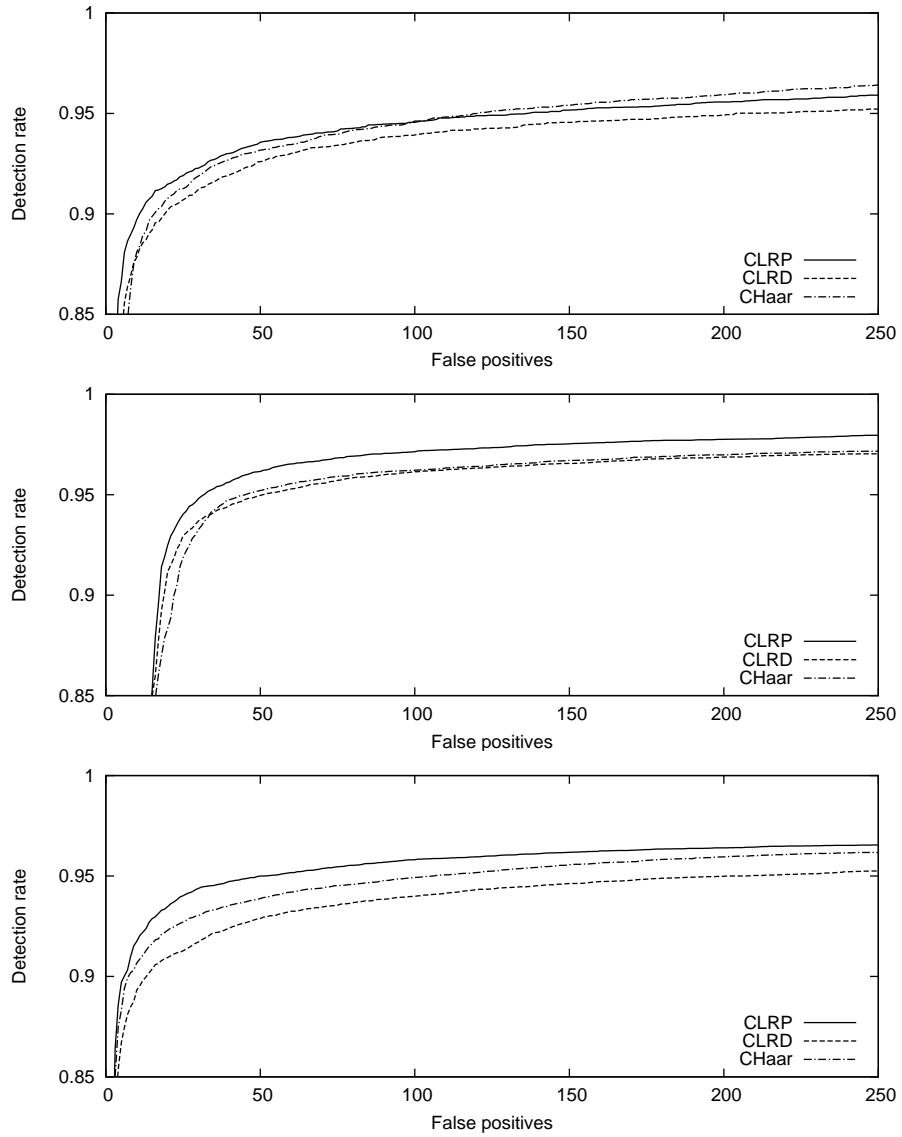 1
0.95
0.9
0.85
Detection rate
CLRP
CLRD
CHaar
0 50 100 150 200 250
False positives
1
0.95
0.9
0.85
Detection rate
CLRP
CLRD
CHaar
0 50 100 150 200 250
False positives
1
0.95
0.9
0.85
Detection rate
CLRP
CLRD
CHaar
0 50 100 150 200 250
False positives